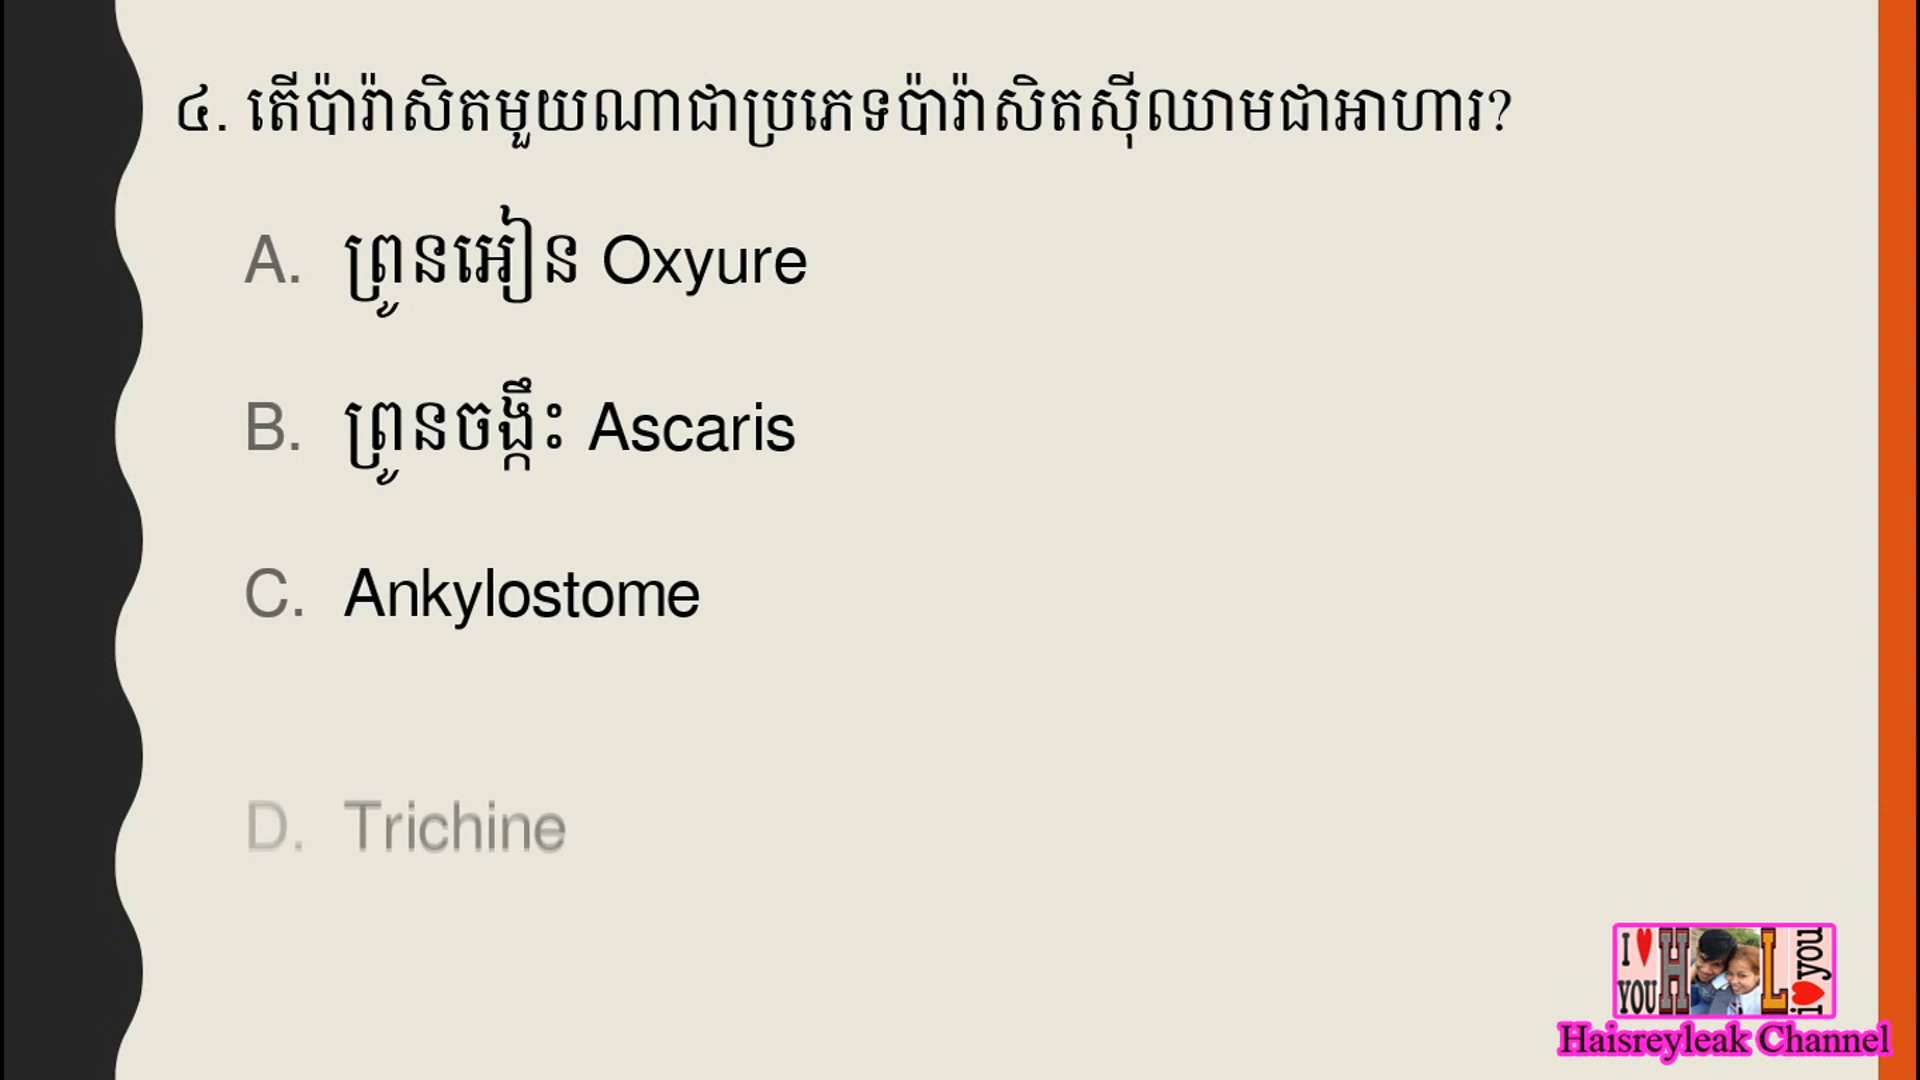 ៤. តើប៉ារ៉ាសិតមួយណាជាប្រភេទប៉ារ៉ាសិតស៊ីឈាមជាអាហារ?
A. ព្រូនអៀន Oxyure
B. ព្រូនចង្កឹះ Ascaris
C. Ankylostome
D. Trichine
I ♥ YOU H L i ♥ you
Haisreyleak Channel